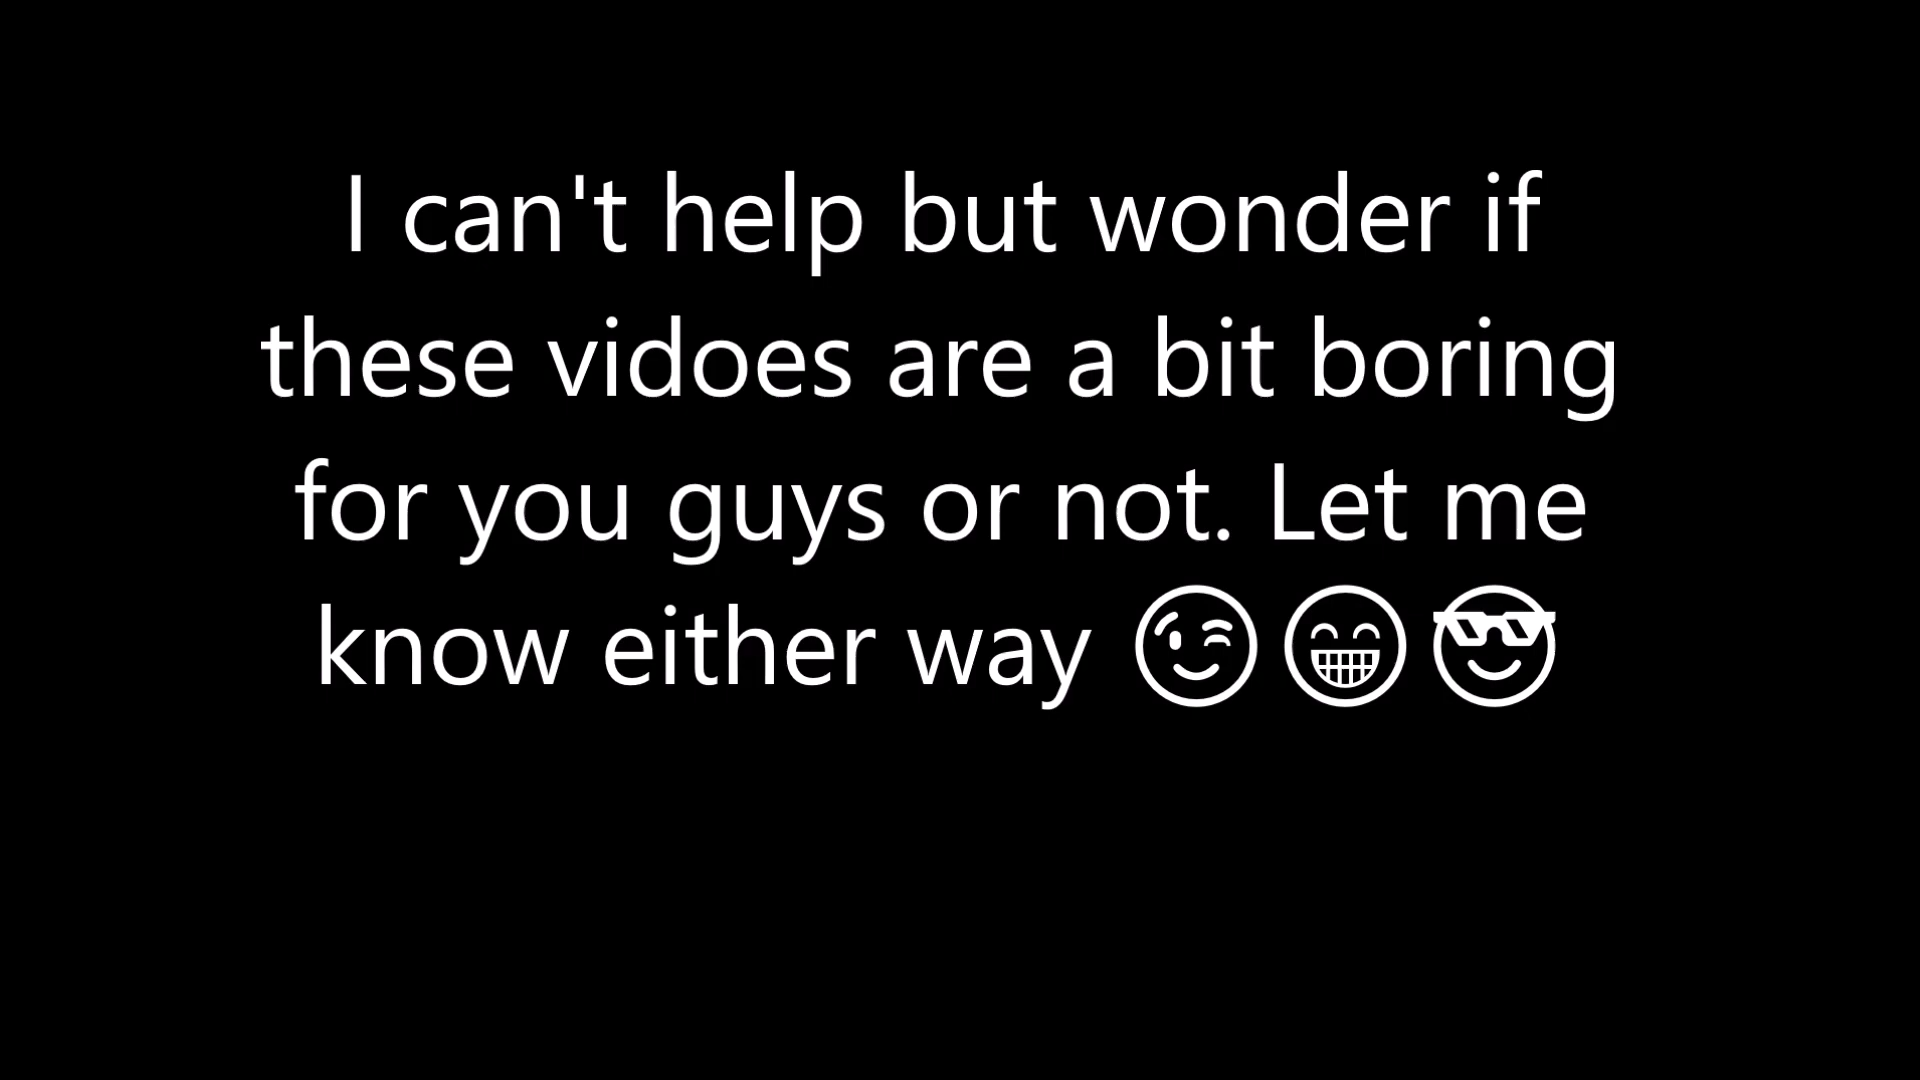 I can't help but wonder if
these vidoes are a bit boring
for you guys or not. Let me
know either way 😉😁😎